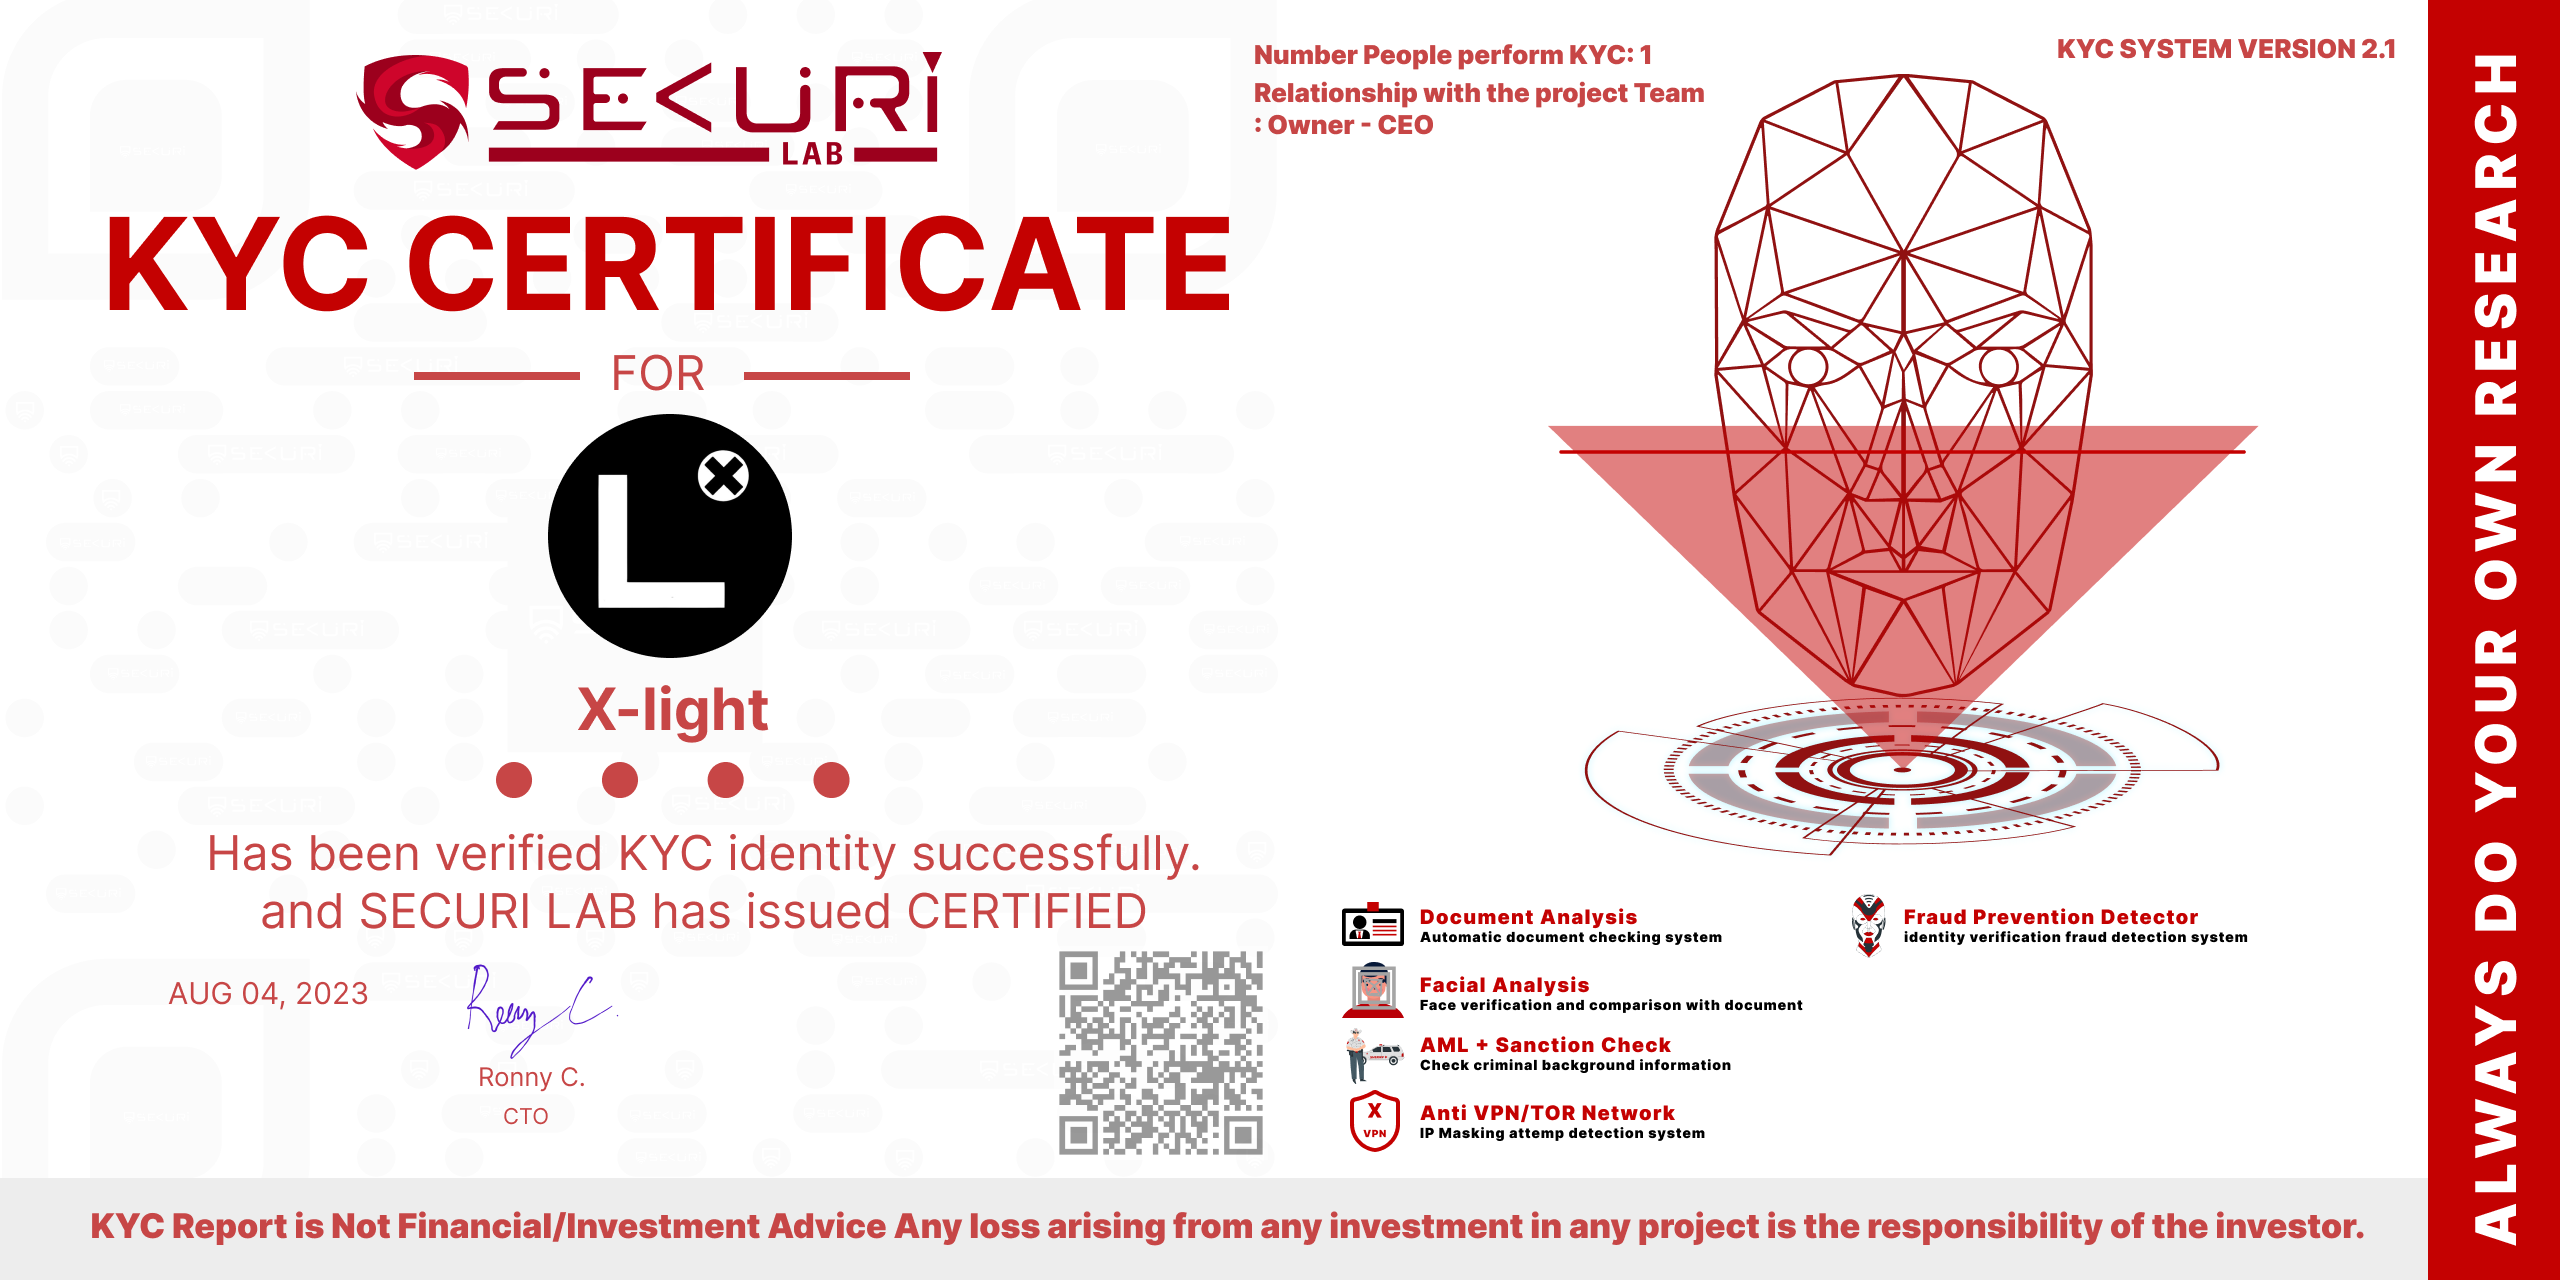 SEKURI
LAB
KYC CERTIFICATE
FOR
L
X-light
Has been verified KYC identity successfully.
and SECURI LAB has issued CERTIFIED
AUG 04, 2023
Ronny C.
Ronny C.
CTO
Number People perform KYC: 1
Relationship with the project Team
: Owner - CEO
KYC SYSTEM VERSION 2.1
Document Analysis
Automatic document checking system
Facial Analysis
Face verification and comparison with document
AML + Sanction Check
Check criminal background information
X
VPN
Anti VPN/TOR Network
IP Masking attemp detection system
Fraud Prevention Detector
identity verification fraud detection system
KYC Report is Not Financial/Investment Advice Any loss arising from any investment in any project is the responsibility of the investor.
ALWAYS DO YOUR OWN RESEARCH